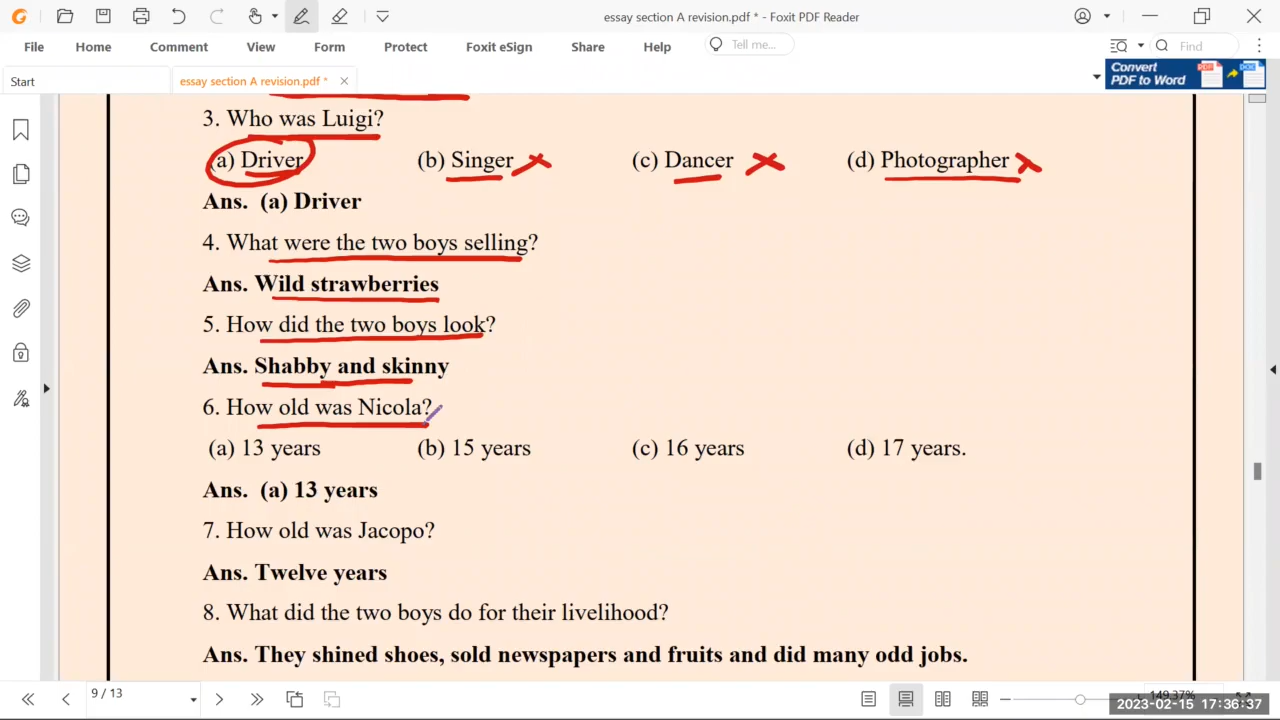 essay section A revision.pdf * - Foxit PDF Reader
File Home Comment View Form Protect Foxit eSign Share Help Tell me... Find
Start essay section A revision.pdf *
Convert PDF to Word
3. Who was Luigi?
(a) Driver (b) Singer (c) Dancer (d) Photographer
Ans. (a) Driver
4. What were the two boys selling?
Ans. Wild strawberries
5. How did the two boys look?
Ans. Shabby and skinny
6. How old was Nicola?
(a) 13 years (b) 15 years (c) 16 years (d) 17 years.
Ans. (a) 13 years
7. How old was Jacopo?
Ans. Twelve years
8. What did the two boys do for their livelihood?
Ans. They shined shoes, sold newspapers and fruits and did many odd jobs.
9 / 13 149.37%
2023-02-15 17:36:37